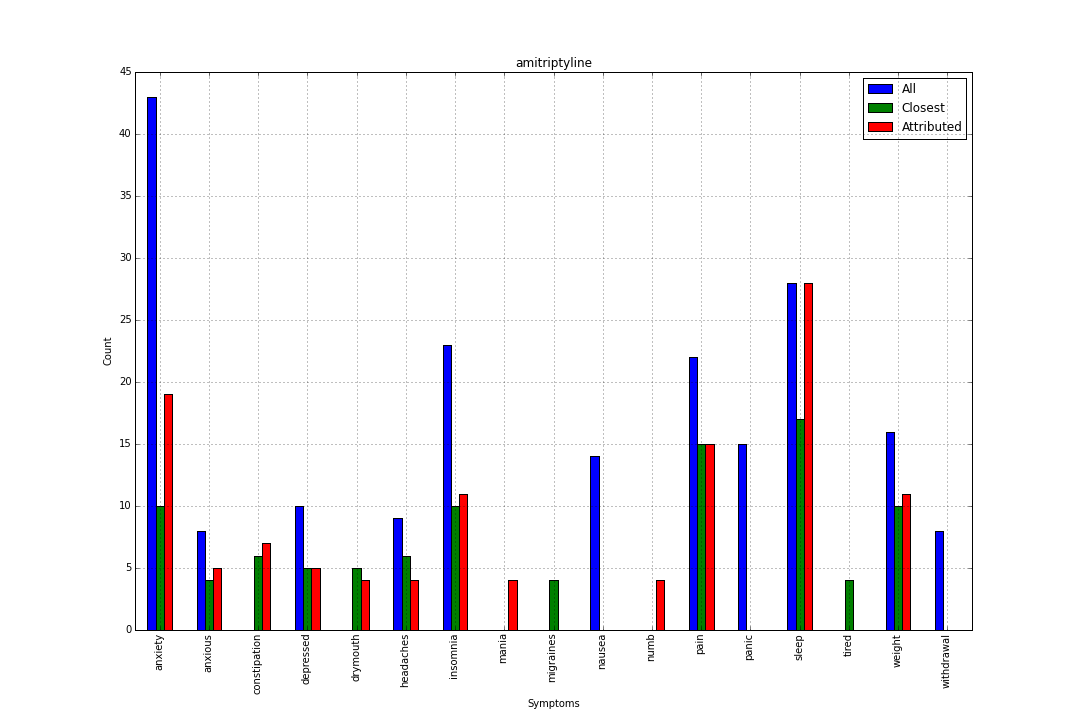 amitriptyline
All
Closest
Attributed
Count
45
40
35
30
25
20
15
10
5
0
anxiety
anxious
constipation
depressed
drymouth
headaches
insomnia
mania
migraines
nausea
numb
pain
panic
sleep
tired
weight
withdrawal
Symptoms